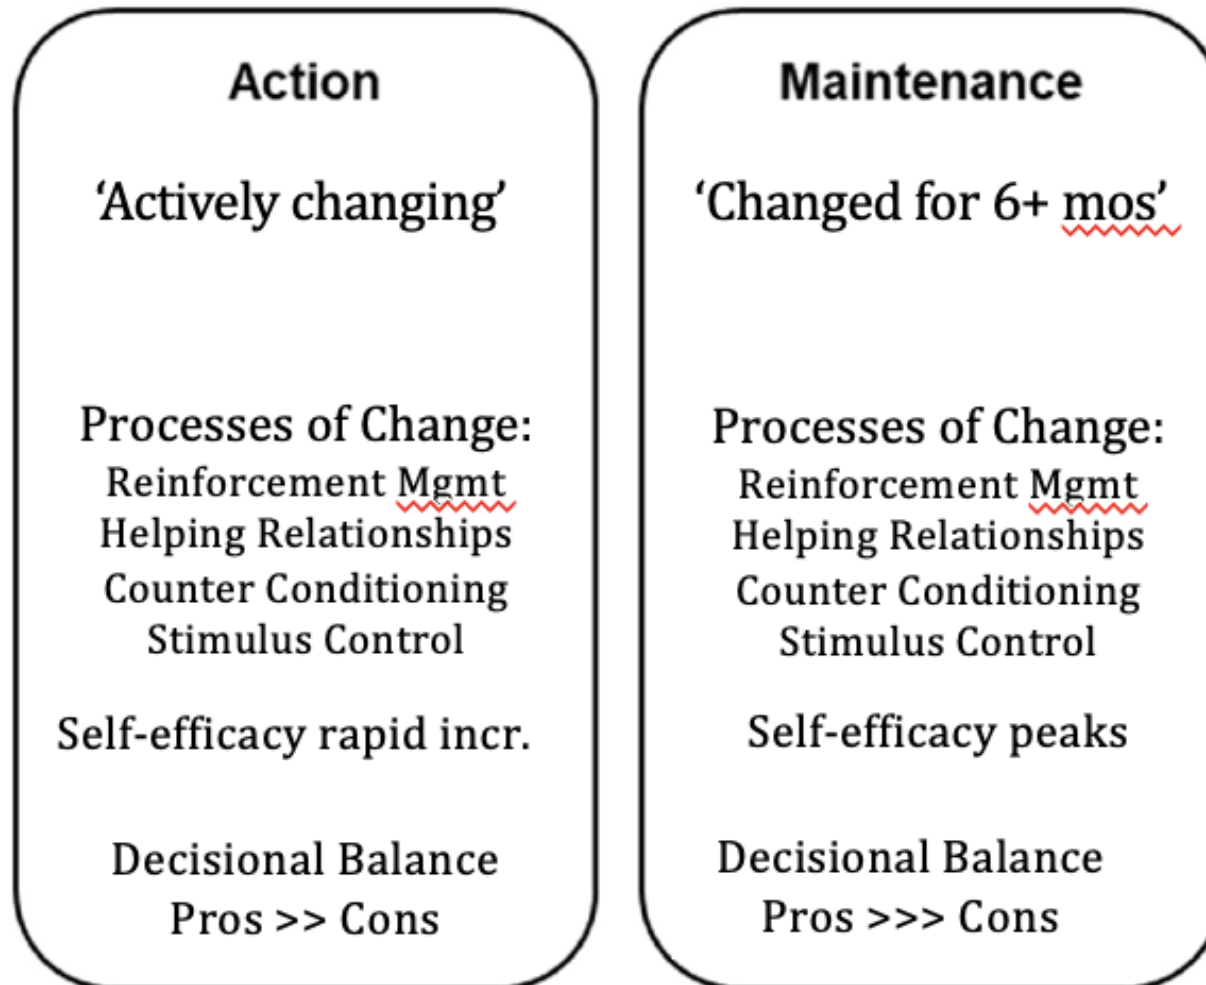 Action
‘Actively changing’
Processes of Change:
Reinforcement Mgmt
Helping Relationships
Counter Conditioning
Stimulus Control
Self-efficacy rapid incr.
Decisional Balance
Pros >> Cons
Maintenance
‘Changed for 6+ mos’
Processes of Change:
Reinforcement Mgmt
Helping Relationships
Counter Conditioning
Stimulus Control
Self-efficacy peaks
Decisional Balance
Pros >>> Cons